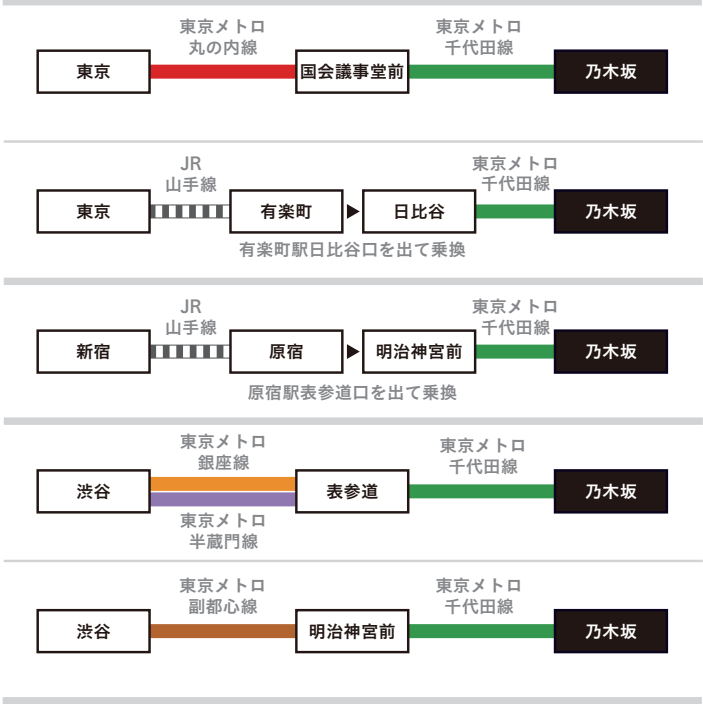 東京メトロ
丸の内線
東京メトロ
千代田線
東京
国会議事堂前
乃木坂
JR
山手線
東京メトロ
千代田線
東京
有楽町
日比谷
乃木坂
有楽町駅日比谷口を出て乗換
JR
山手線
東京メトロ
千代田線
新宿
原宿
明治神宮前
乃木坂
原宿駅表参道口を出て乗換
東京メトロ
銀座線
東京メトロ
千代田線
渋谷
表参道
乃木坂
東京メトロ
半蔵門線
東京メトロ
副都心線
東京メトロ
千代田線
渋谷
明治神宮前
乃木坂